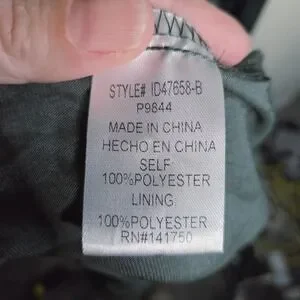 STYLE# ID47658-B
P9844
MADE IN CHINA
HECHO EN CHINA
SELF
100%POLYESTER
LINING
100%POLYESTER
RN#141750